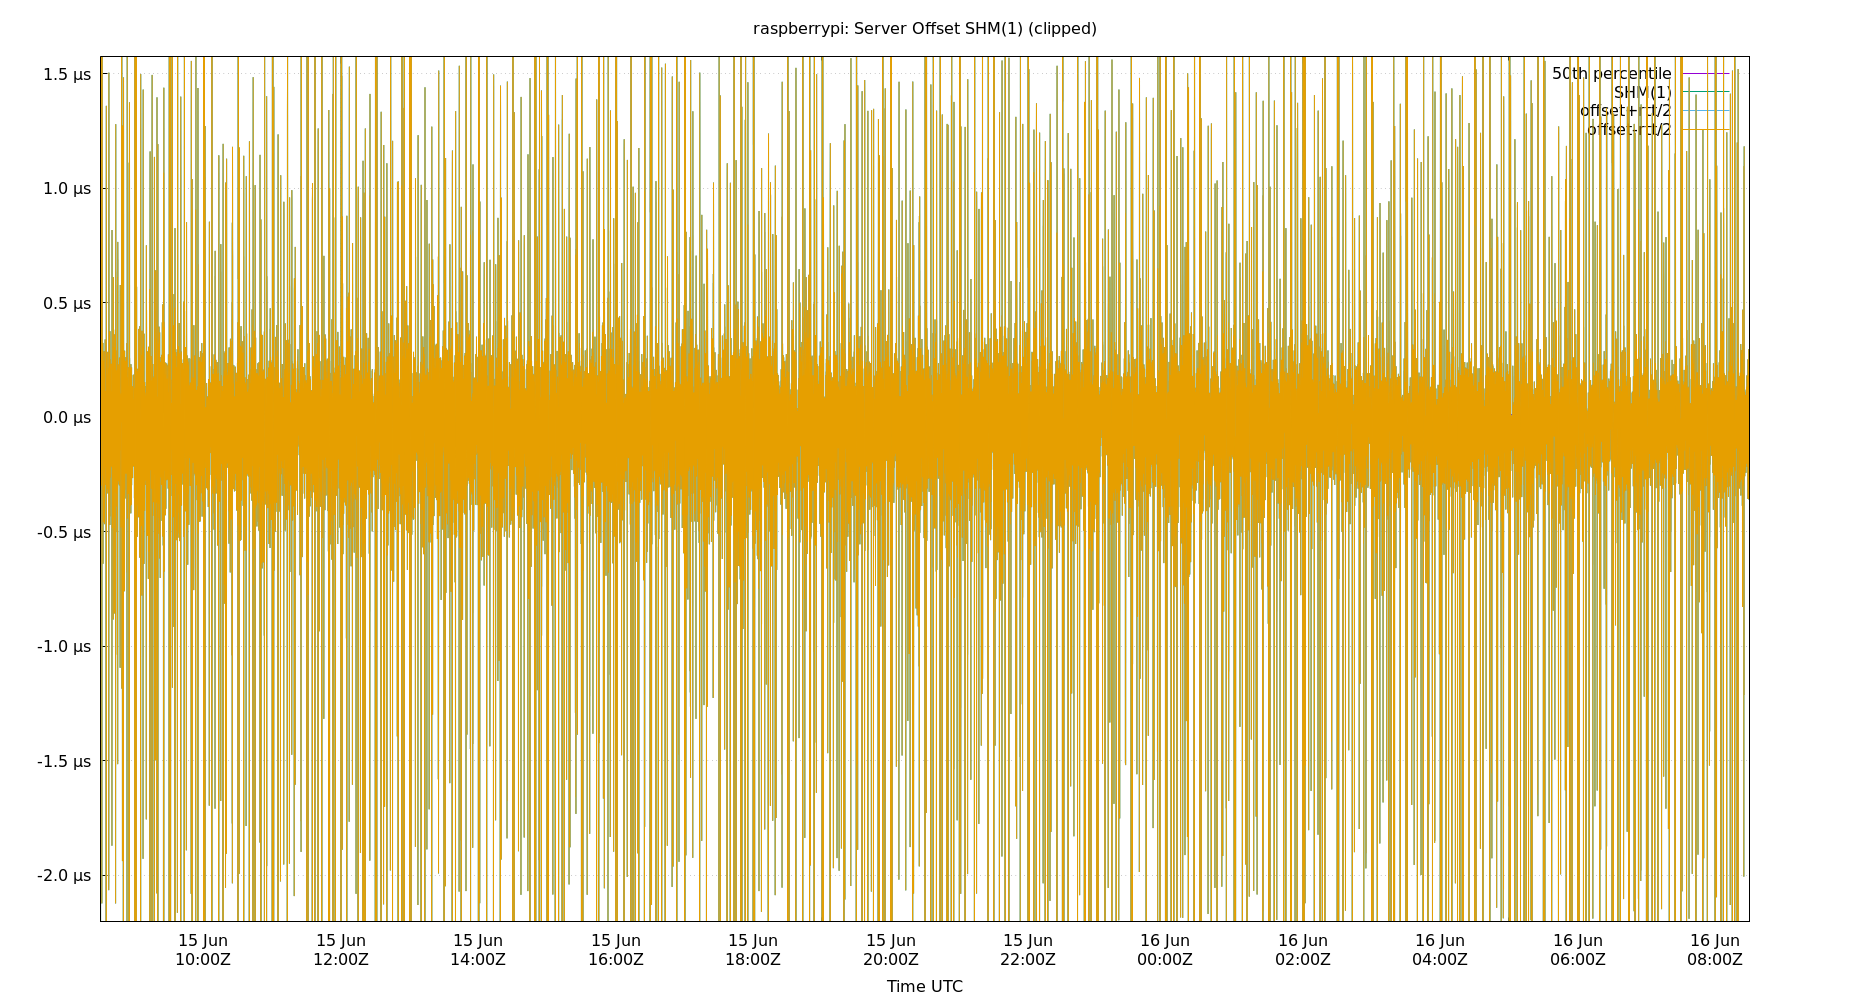 raspberrypi: Server Offset SHM(1) (clipped)
50th percentile
SHM(1)
offset+rtt/2
offset-rtt/2
1.5 μs
1.0 μs
0.5 μs
0.0 μs
-0.5 μs
-1.0 μs
-1.5 μs
-2.0 μs
15 Jun 15 Jun 15 Jun 15 Jun 15 Jun 15 Jun 15 Jun 16 Jun 16 Jun 16 Jun 16 Jun 16 Jun
10:00Z 12:00Z 14:00Z 16:00Z 18:00Z 20:00Z 22:00Z 00:00Z 02:00Z 04:00Z 06:00Z 08:00Z
Time UTC